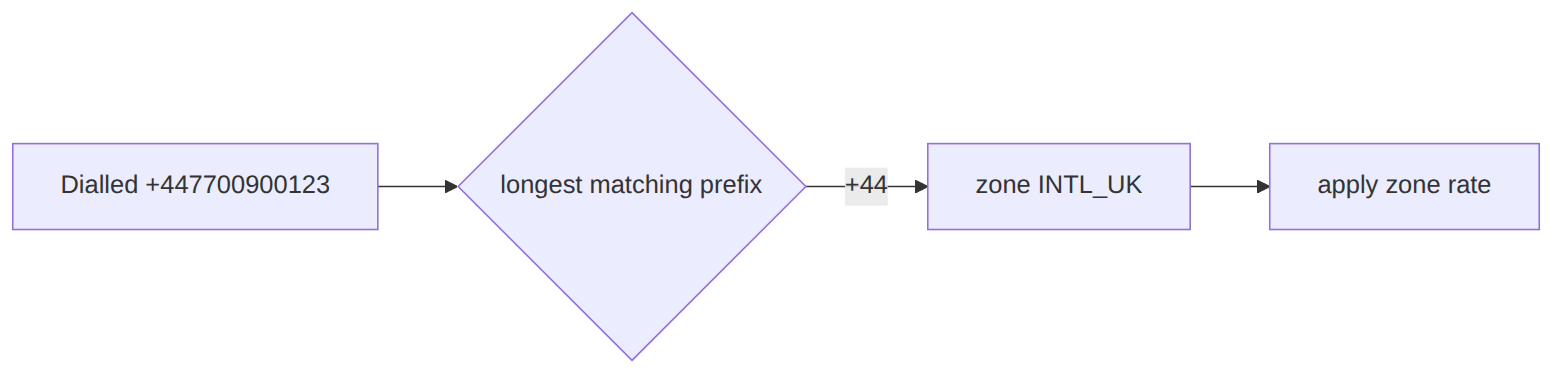 Dialled +447700900123
longest matching prefix
+44
zone INTL_UK
apply zone rate